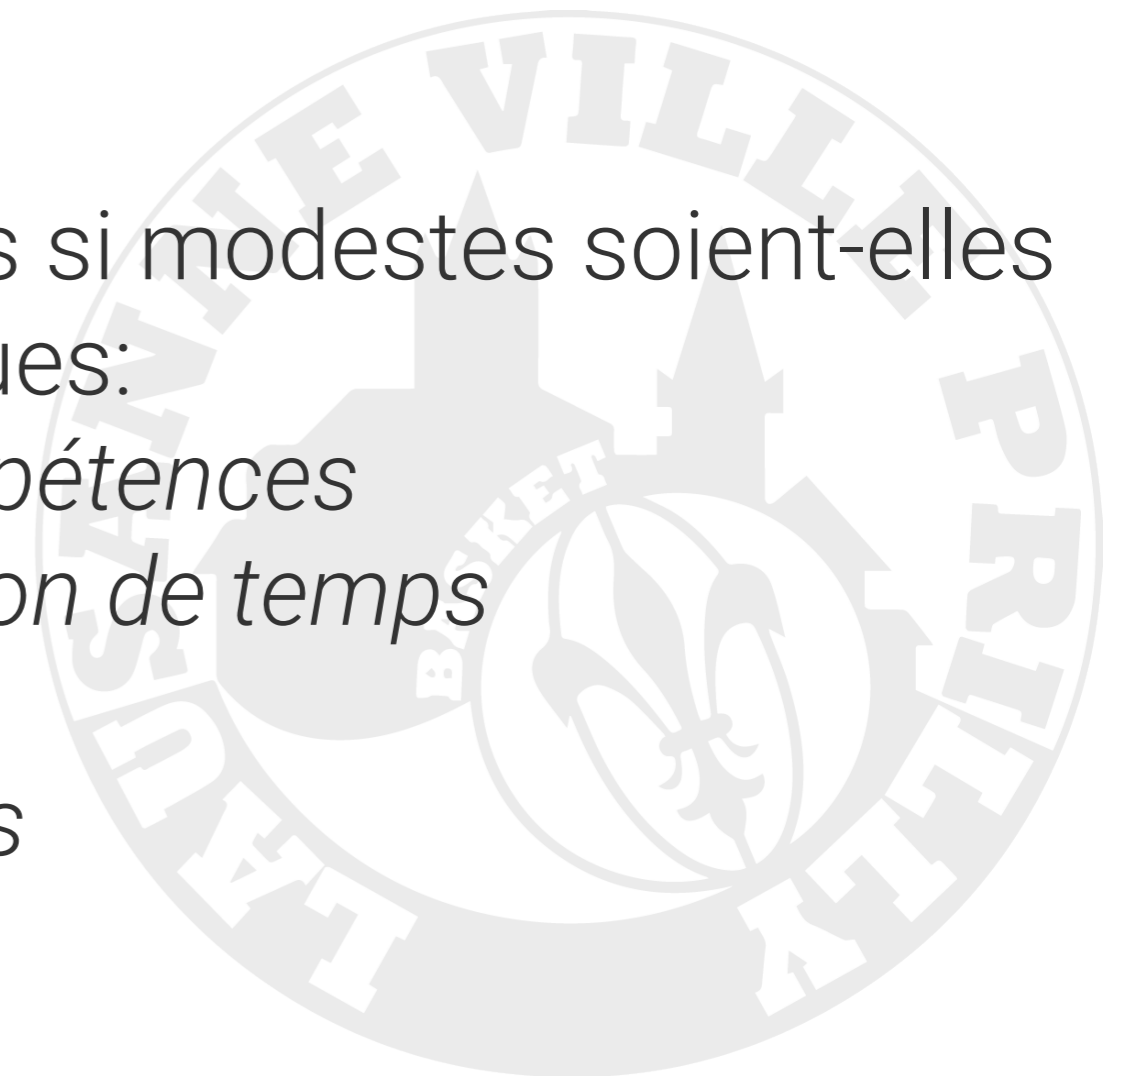 s si modestes soient-elles
ues:
pétences
on de temps
s
LAUSANNE VILLE PRILLY
BASKET